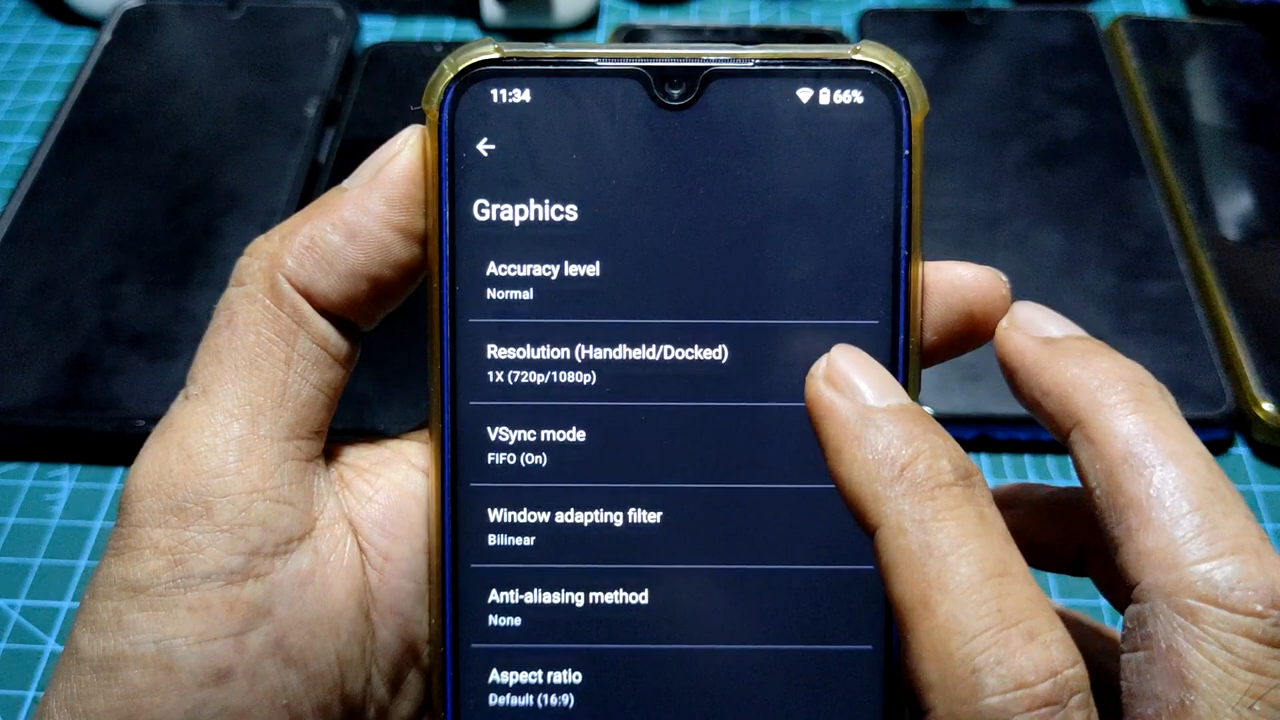 11:34
66%
Graphics
Accuracy level
Normal
Resolution (Handheld/Docked)
1X (720p/1080p)
VSync mode
FIFO (On)
Window adapting filter
Bilinear
Anti-aliasing method
None
Aspect ratio
Default (16:9)